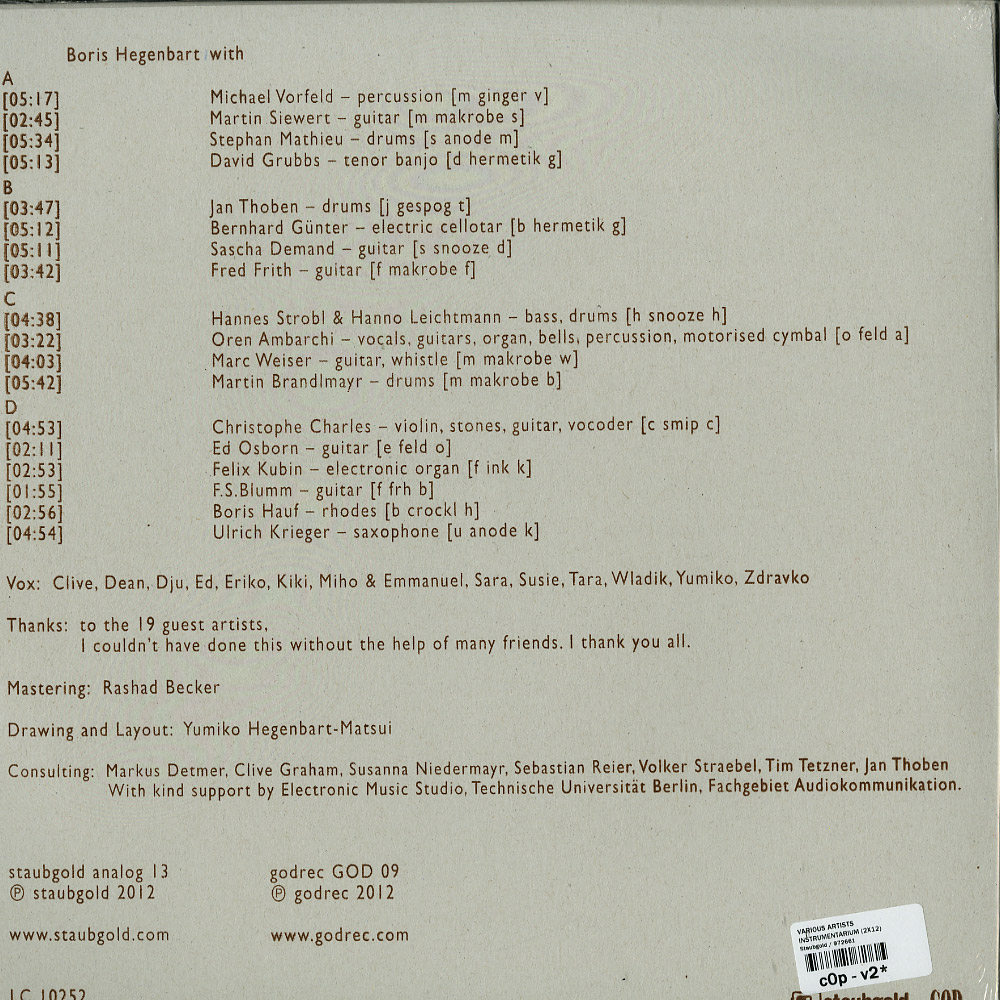 Boris Hegenbart with
A
[05:17] Michael Vorfeld – percussion [m ginger v]
[02:45] Martin Siewert – guitar [m makrobe s]
[05:34] Stephan Mathieu – drums [s anode m]
[05:13] David Grubbs – tenor banjo [d hermetik g]
B
[03:47] Jan Thoben – drums [j gespog t]
[05:12] Bernhard Günter – electric cellotar [b hermetik g]
[05:11] Sascha Demand – guitar [s snooze d]
[03:42] Fred Frith – guitar [f makrobe f]
C
[04:38] Hannes Strobl & Hanno Leichtmann – bass, drums [h snooze h]
[03:22] Oren Ambarchi – vocals, guitars, organ, bells, percussion, motorised cymbal [o feld a]
[04:03] Marc Weiser – guitar, whistle [m makrobe w]
[05:42] Martin Brandlmayr – drums [m makrobe b]
D
[04:53] Christophe Charles – violin, stones, guitar, vocoder [c smip c]
[02:11] Ed Osborn – guitar [e feld o]
[02:53] Felix Kubin – electronic organ [f ink k]
[01:55] F.S.Blumm – guitar [f frh b]
[02:56] Boris Hauf – rhodes [b crockl h]
[04:54] Ulrich Krieger – saxophone [u anode k]
Vox: Clive, Dean, Dju, Ed, Eriko, Kiki, Miho & Emmanuel, Sara, Susie, Tara, Wladik, Yumiko, Zdravko
Thanks: to the 19 guest artists,
I couldn't have done this without the help of many friends. I thank you all.
Mastering: Rashad Becker
Drawing and Layout: Yumiko Hegenbart-Matsui
Consulting: Markus Detmer, Clive Graham, Susanna Niedermayr, Sebastian Reier, Volker Straebel, Tim Tetzner, Jan Thoben
With kind support by Electronic Music Studio, Technische Universität Berlin, Fachgebiet Audiokommunikation.
staubgold analog 13 godrec GOD 09
℗ staubgold 2012 ℗ godrec 2012
www.staubgold.com www.godrec.com
VARIOUS ARTISTS
INSTRUMENTARIUM (2X12)
Staubgold / 972661
c0p - v2*
LC 10252 staubgold GOD